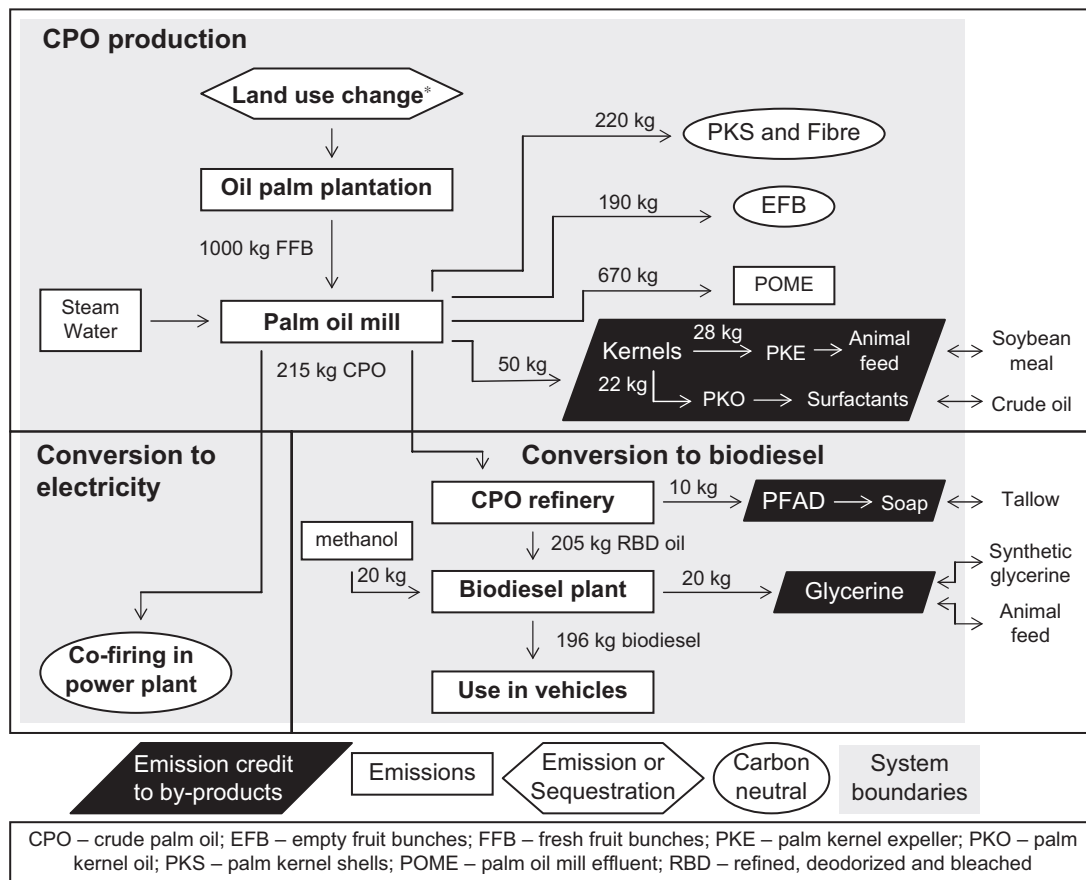 CPO production
Land use change*
220 kg
PKS and Fibre
Oil palm plantation
190 kg
EFB
1000 kg FFB
670 kg
POME
Steam
Water
Palm oil mill
215 kg CPO
50 kg
Kernels
28 kg
PKE
Animal
feed
Soybean
meal
22 kg
PKO
Surfactants
Crude oil
Conversion to
electricity
Conversion to biodiesel
CPO refinery
10 kg
PFAD
Soap
Tallow
methanol
205 kg RBD oil
20 kg
Biodiesel plant
20 kg
Glycerine
Synthetic
glycerine
Animal
feed
196 kg biodiesel
Co-firing in
power plant
Use in vehicles
Emission credit
to by-products
Emissions
Emission or
Sequestration
Carbon
neutral
System
boundaries
CPO – crude palm oil; EFB – empty fruit bunches; FFB – fresh fruit bunches; PKE – palm kernel expeller; PKO – palm
kernel oil; PKS – palm kernel shells; POME – palm oil mill effluent; RBD – refined, deodorized and bleached